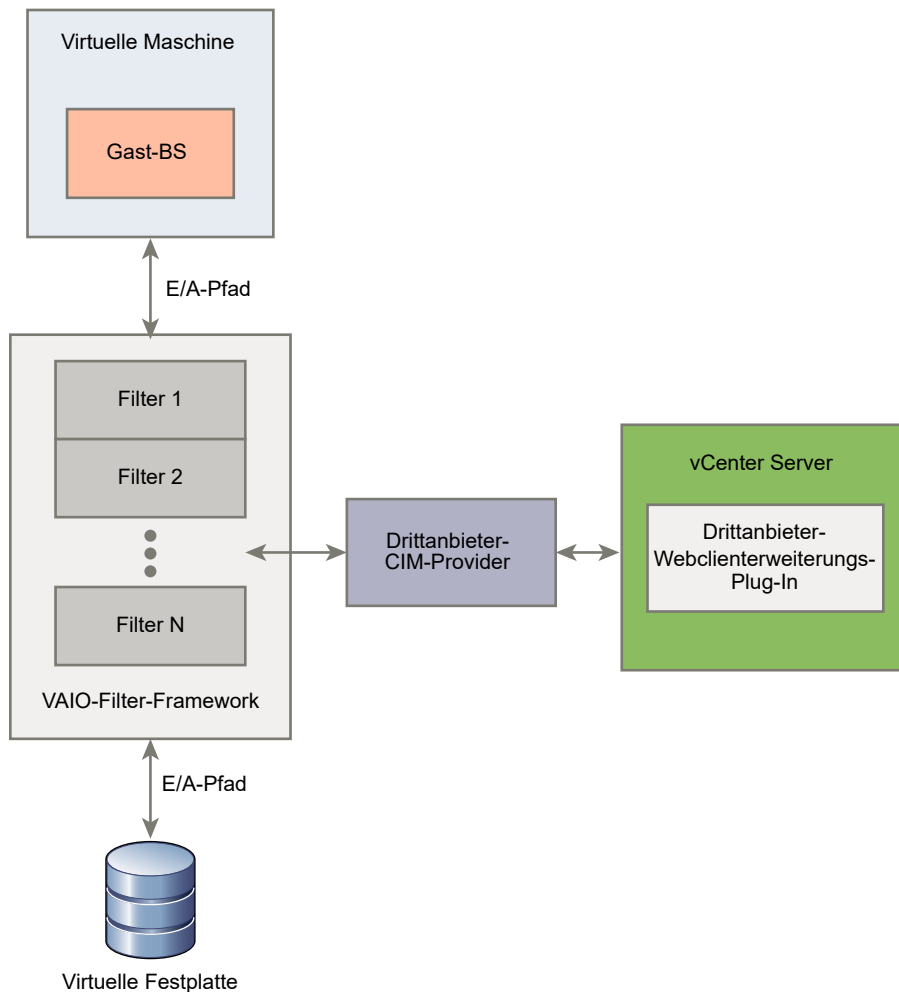 Virtuelle Maschine
Gast-BS
E/A-Pfad
Filter 1
Filter 2
Filter N
VAIO-Filter-Framework
Drittanbieter-
CIM-Provider
vCenter Server
Drittanbieter-
Webclienterweiterungs-
Plug-In
E/A-Pfad
Virtuelle Festplatte